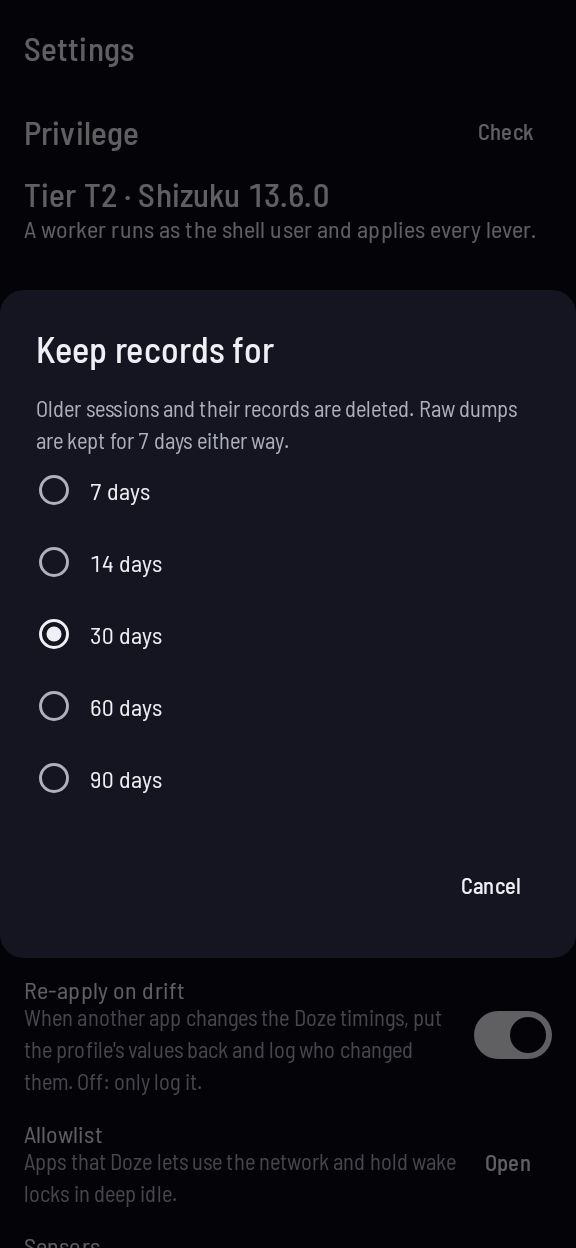 Settings
Privilege
Check
Tier T2 · Shizuku 13.6.0
A worker runs as the shell user and applies every lever.
Keep records for
Older sessions and their records are deleted. Raw dumps
are kept for 7 days either way.
7 days
14 days
30 days
60 days
90 days
Cancel
Re-apply on drift
When another app changes the Doze timings, put
the profile's values back and log who changed
them. Off: only log it.
Allowlist
Apps that Doze lets use the network and hold wake
locks in deep idle.
Open
Sensors